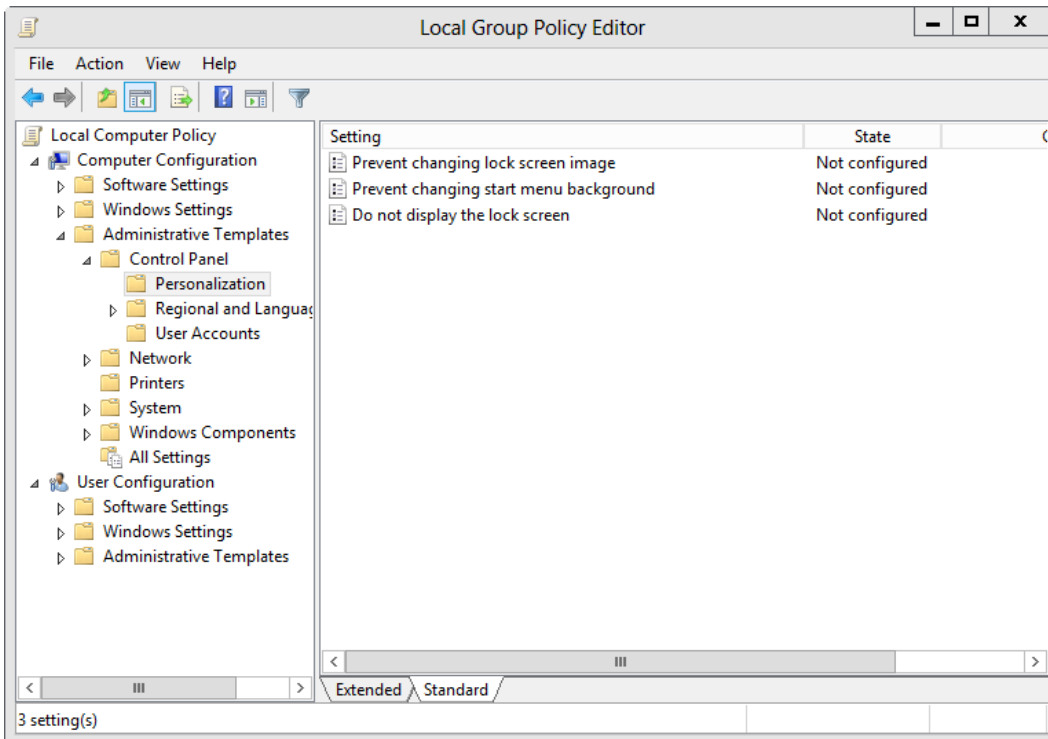 Local Group Policy Editor
File Action View Help
Local Computer Policy
Computer Configuration
Software Settings
Windows Settings
Administrative Templates
Control Panel
Personalization
Regional and Languag
User Accounts
Network
Printers
System
Windows Components
All Settings
User Configuration
Software Settings
Windows Settings
Administrative Templates
Setting State
Prevent changing lock screen image Not configured
Prevent changing start menu background Not configured
Do not display the lock screen Not configured
Extended Standard
3 setting(s)